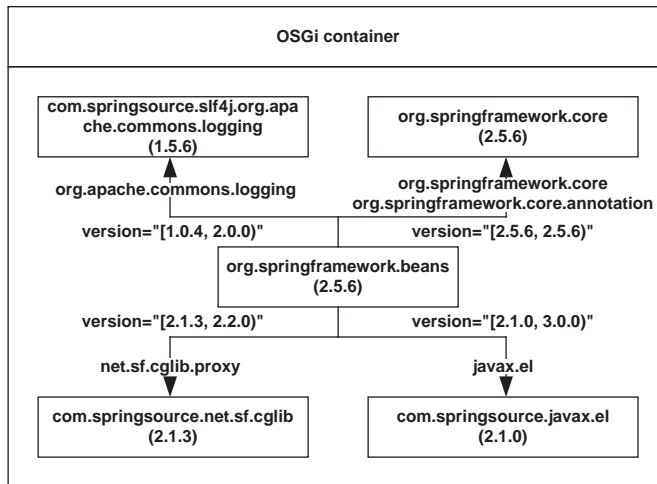 OSGi container
com.springsource.slf4j.org.apa
che.commons.logging
(1.5.6)
org.springframework.core
(2.5.6)
org.apache.commons.logging
org.springframework.core
org.springframework.core.annotation
version="[1.0.4, 2.0.0)"
version="[2.5.6, 2.5.6)"
org.springframework.beans
(2.5.6)
version="[2.1.3, 2.2.0)"
version="[2.1.0, 3.0.0)"
net.sf.cglib.proxy
javax.el
com.springsource.net.sf.cglib
(2.1.3)
com.springsource.javax.el
(2.1.0)